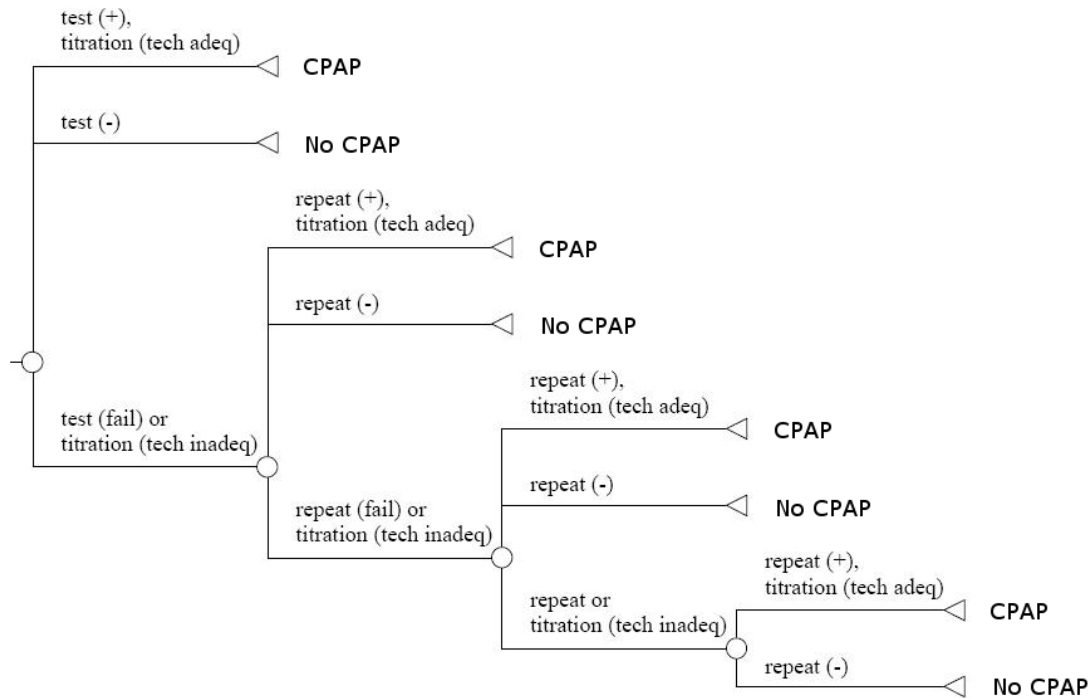 test (+),
titration (tech adeq)
CPAP
test (-)
No CPAP
repeat (+),
titration (tech adeq)
CPAP
repeat (-)
No CPAP
repeat (+),
titration (tech adeq)
CPAP
test (fail) or
titration (tech inadeq)
repeat (-)
No CPAP
repeat (fail) or
titration (tech inadeq)
repeat (+),
titration (tech adeq)
CPAP
repeat or
titration (tech inadeq)
repeat (-)
No CPAP